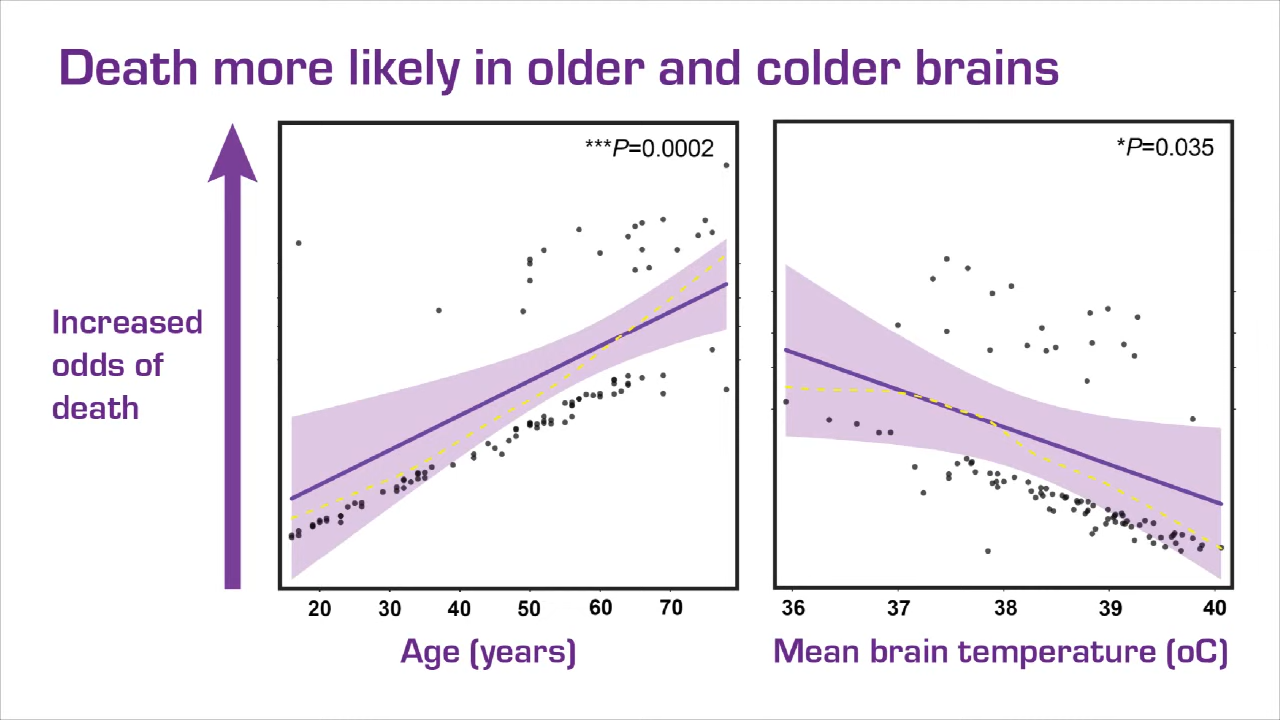 Death more likely in older and colder brains
***P=0.0002
*P=0.035
Increased
odds of
death
20 30 40 50 60 70
36 37 38 39 40
Age (years)
Mean brain temperature (oC)